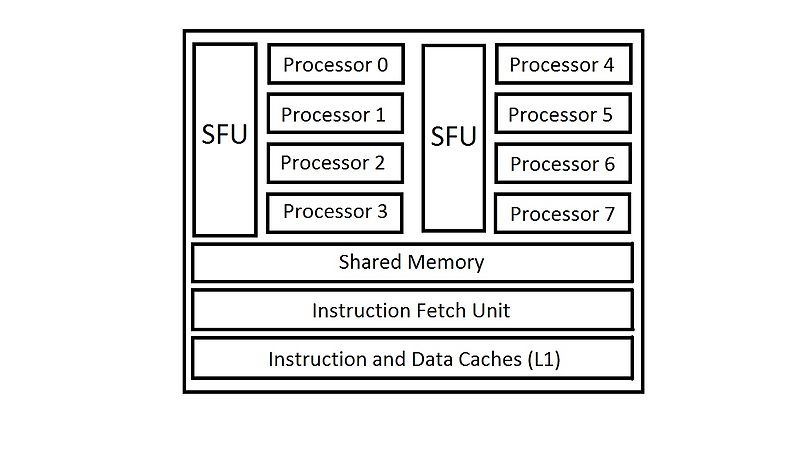 SFU
Processor 0
Processor 1
Processor 2
Processor 3
SFU
Processor 4
Processor 5
Processor 6
Processor 7
Shared Memory
Instruction Fetch Unit
Instruction and Data Caches (L1)